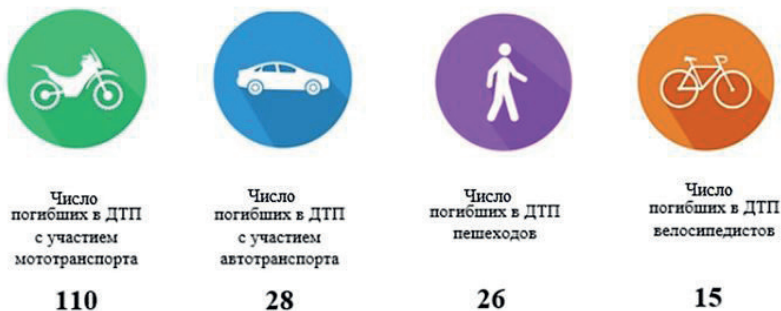 Число
погибших в ДТП
с участием
мототранспорта
110
Число
погибших в ДТП
с участием
автотранспорта
28
Число
погибших в ДТП
пешеходов
26
Число
погибших в ДТП
велосипедистов
15